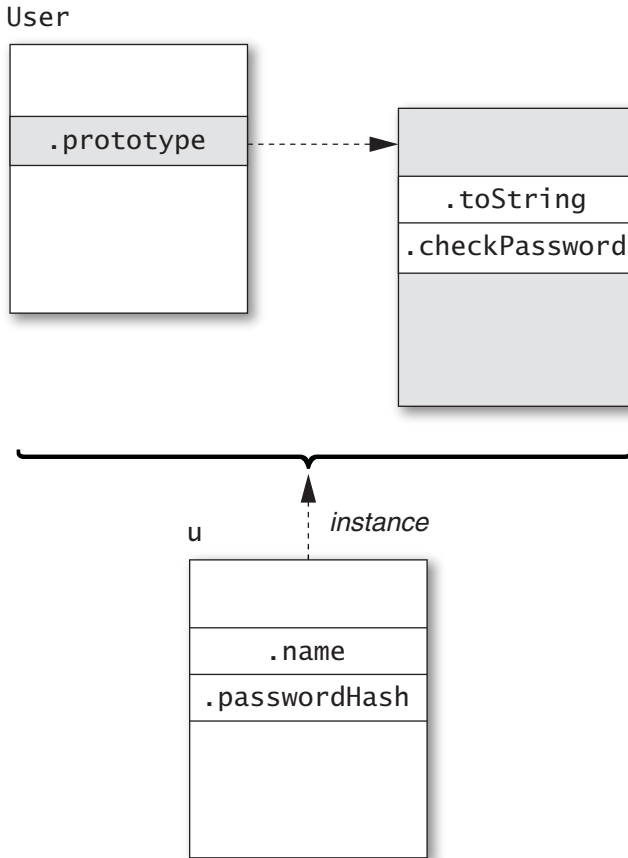 User
.prototype
.toString
.checkPassword
instance
u
.name
.passwordHash